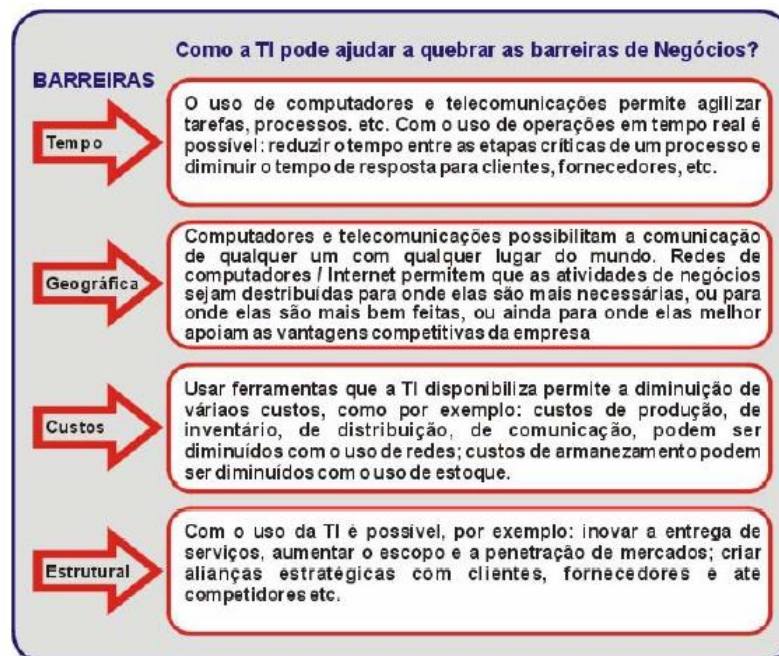 Como a TI pode ajudar a quebrar as barreiras de Negócios?
BARREIRAS
Tempo
O uso de computadores e telecomunicações permite agilizar
tarefas, processos. etc. Com o uso de operações em tempo real é
possível: reduzir o tempo entre as etapas críticas de um processo e
diminuir o tempo de resposta para clientes, fornecedores, etc.
Geográfica
Computadores e telecomunicações possibilitam a comunicação
de qualquer um com qualquer lugar do mundo. Redes de
computadores / Internet permitem que as atividades de negócios
sejam destribuídas para onde elas são mais necessárias, ou para
onde elas são mais bem feitas, ou ainda para onde elas melhor
apoiam as vantagens competitivas da empresa
Custos
Usar ferramentas que a TI disponibiliza permite a diminuição de
váriaos custos, como por exemplo: custos de produção, de
inventário, de distribuição, de comunicação, podem ser
diminuídos com o uso de redes; custos de armanezamento podem
ser diminuídos com o uso de estoque.
Estrutural
Com o uso da TI é possível, por exemplo: inovar a entrega de
serviços, aumentar o escopo e a penetração de mercados; criar
alianças estratégicas com clientes, fornecedores e até
competidores etc.